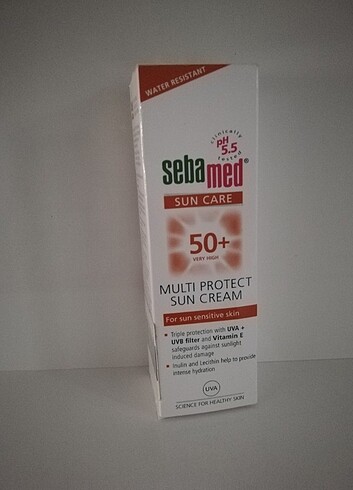 WATER RESISTANT
clinically tested
pH 5.5
sebamed®
SUN CARE
50+
VERY HIGH
MULTI PROTECT
SUN CREAM
For sun sensitive skin
• Triple protection with UVA +
UVB filter and Vitamin E
safeguards against sunlight
induced damage
• Inulin and Lecithin help to provide
intense hydration
UVA
SCIENCE FOR HEALTHY SKIN